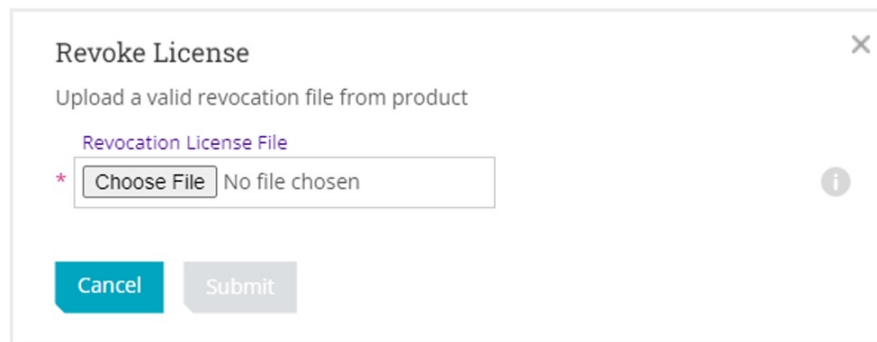 Revoke License
Upload a valid revocation file from product
Revocation License File
* Choose File No file chosen
Cancel Submit